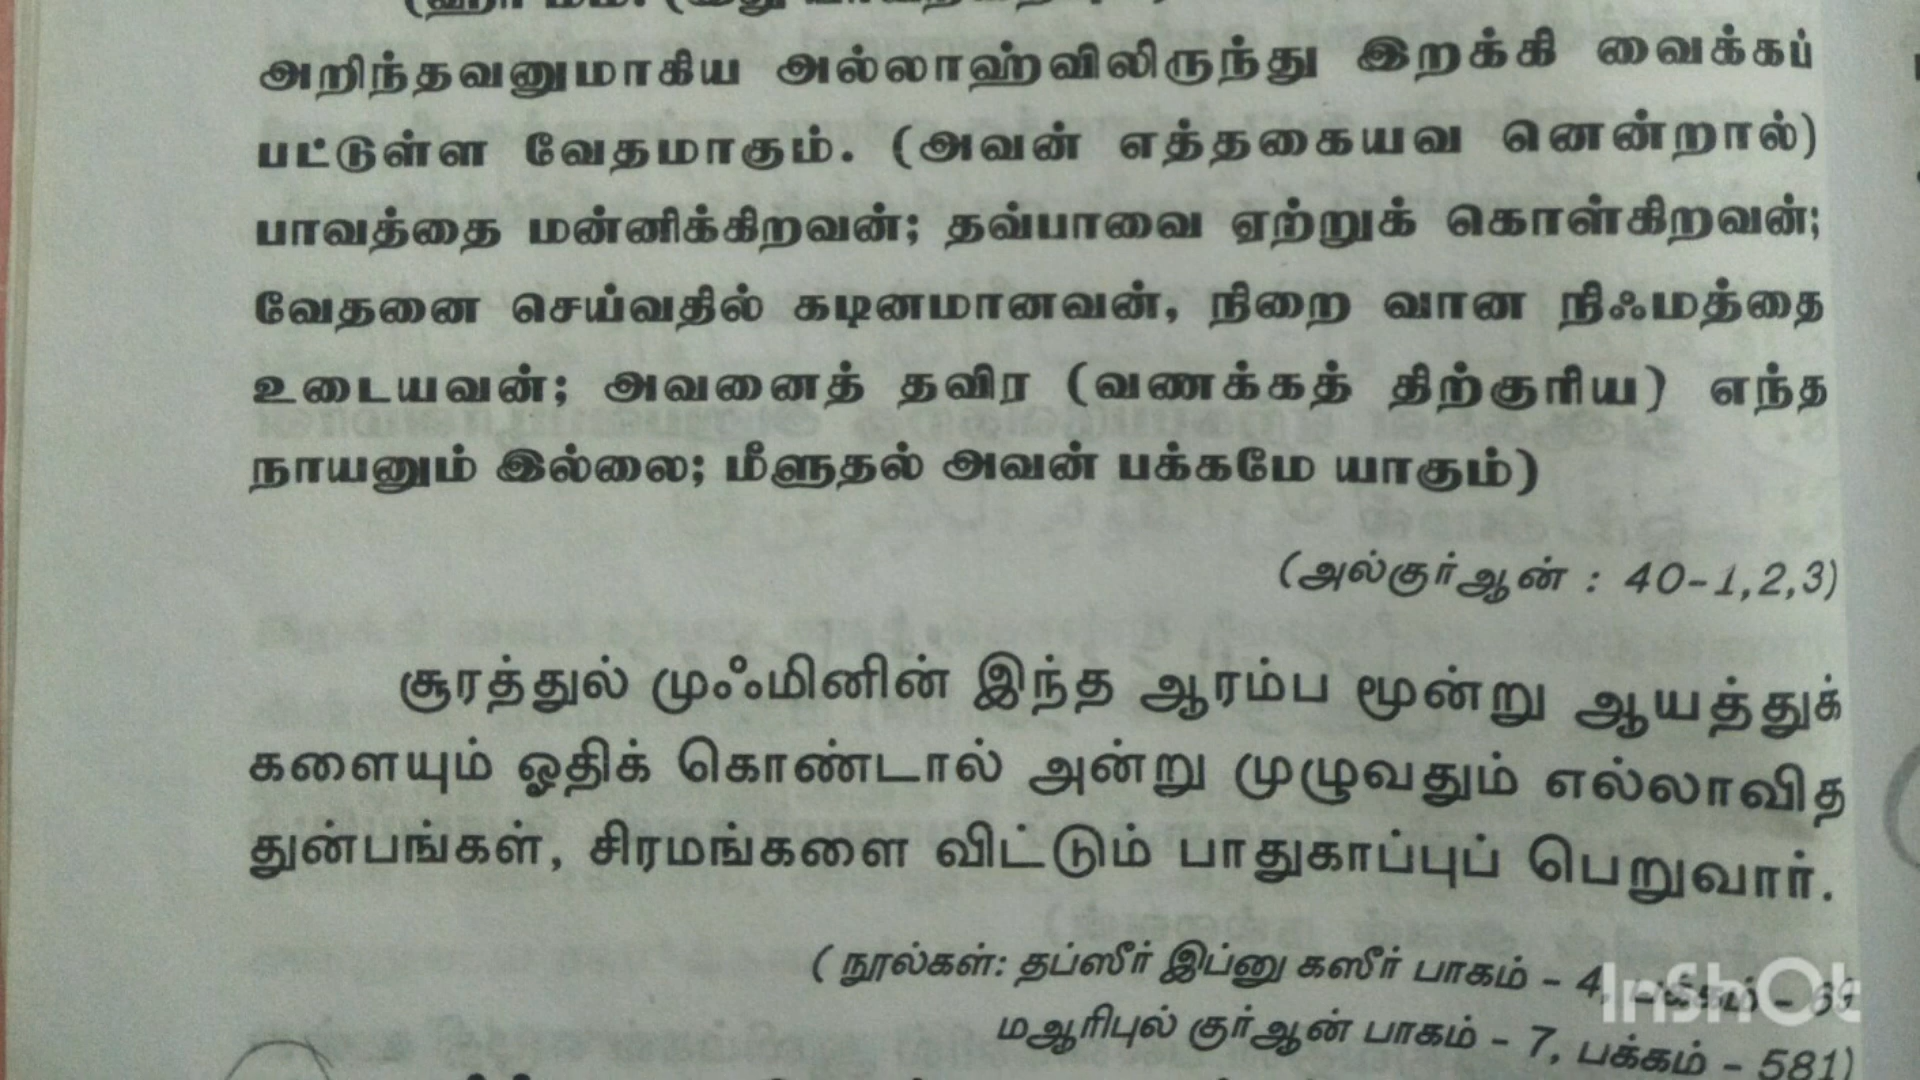 அறிந்தவனுமாகிய அல்லாஹ்விலிருந்து இறக்கி வைக்கப்
பட்டுள்ள வேதமாகும். (அவன் எத்தகையவ னென்றால்)
பாவத்தை மன்னிக்கிறவன்; தவ்பாவை ஏற்றுக் கொள்கிறவன்;
வேதனை செய்வதில் கடினமானவன், நிறை வான நிஃமத்தை
உடையவன்; அவனைத் தவிர (வணக்கத் திற்குரிய) எந்த
நாயனும் இல்லை; மீளுதல் அவன் பக்கமே யாகும்)
(அல்குர்ஆன் : 40-1,2,3)
சூரத்துல் முஃமினின் இந்த ஆரம்ப மூன்று ஆயத்துக்
களையும் ஓதிக் கொண்டால் அன்று முழுவதும் எல்லாவித
துன்பங்கள், சிரமங்களை விட்டும் பாதுகாப்புப் பெறுவார்.
(நூல்கள்: தப்ஸீர் இப்னு கஸீர் பாகம் - 4, பக்கம் -
மஆரிபுல் குர்ஆன் பாகம் - 7, பக்கம் - 581)
InShOt